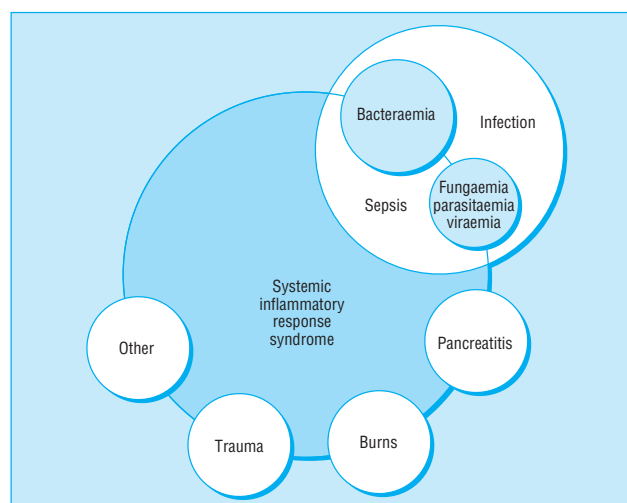 Bacteraemia
Infection
Fungaemia
parasitaemia
viraemia
Sepsis
Systemic
inflammatory
response
syndrome
Other
Pancreatitis
Trauma
Burns